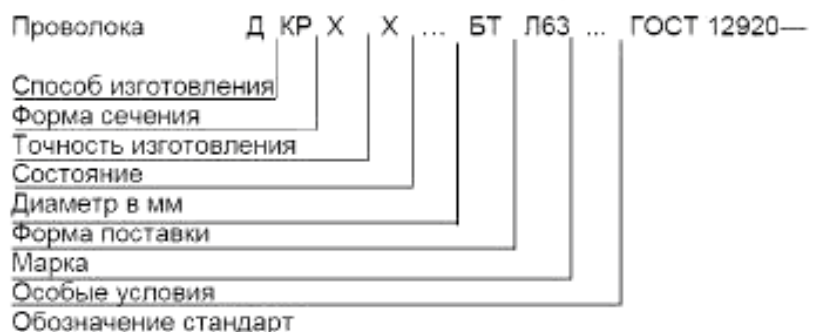 Проволока Д КР Х Х ... БТ Л63 ... ГОСТ 12920—
Способ изготовления
Форма сечения
Точность изготовления
Состояние
Диаметр в мм
Форма поставки
Марка
Особые условия
Обозначение стандарт